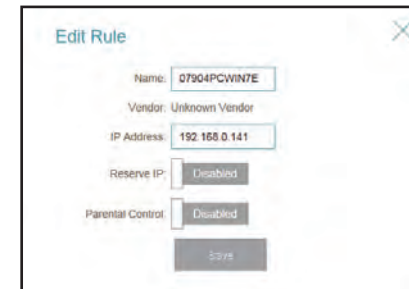 Edit Rule
Name: 07904PCWIN7E
Vendor: Unknown Vendor
IP Address: 192.168.0.141
Reserve IP: Disabled
Parental Control: Disabled
Save